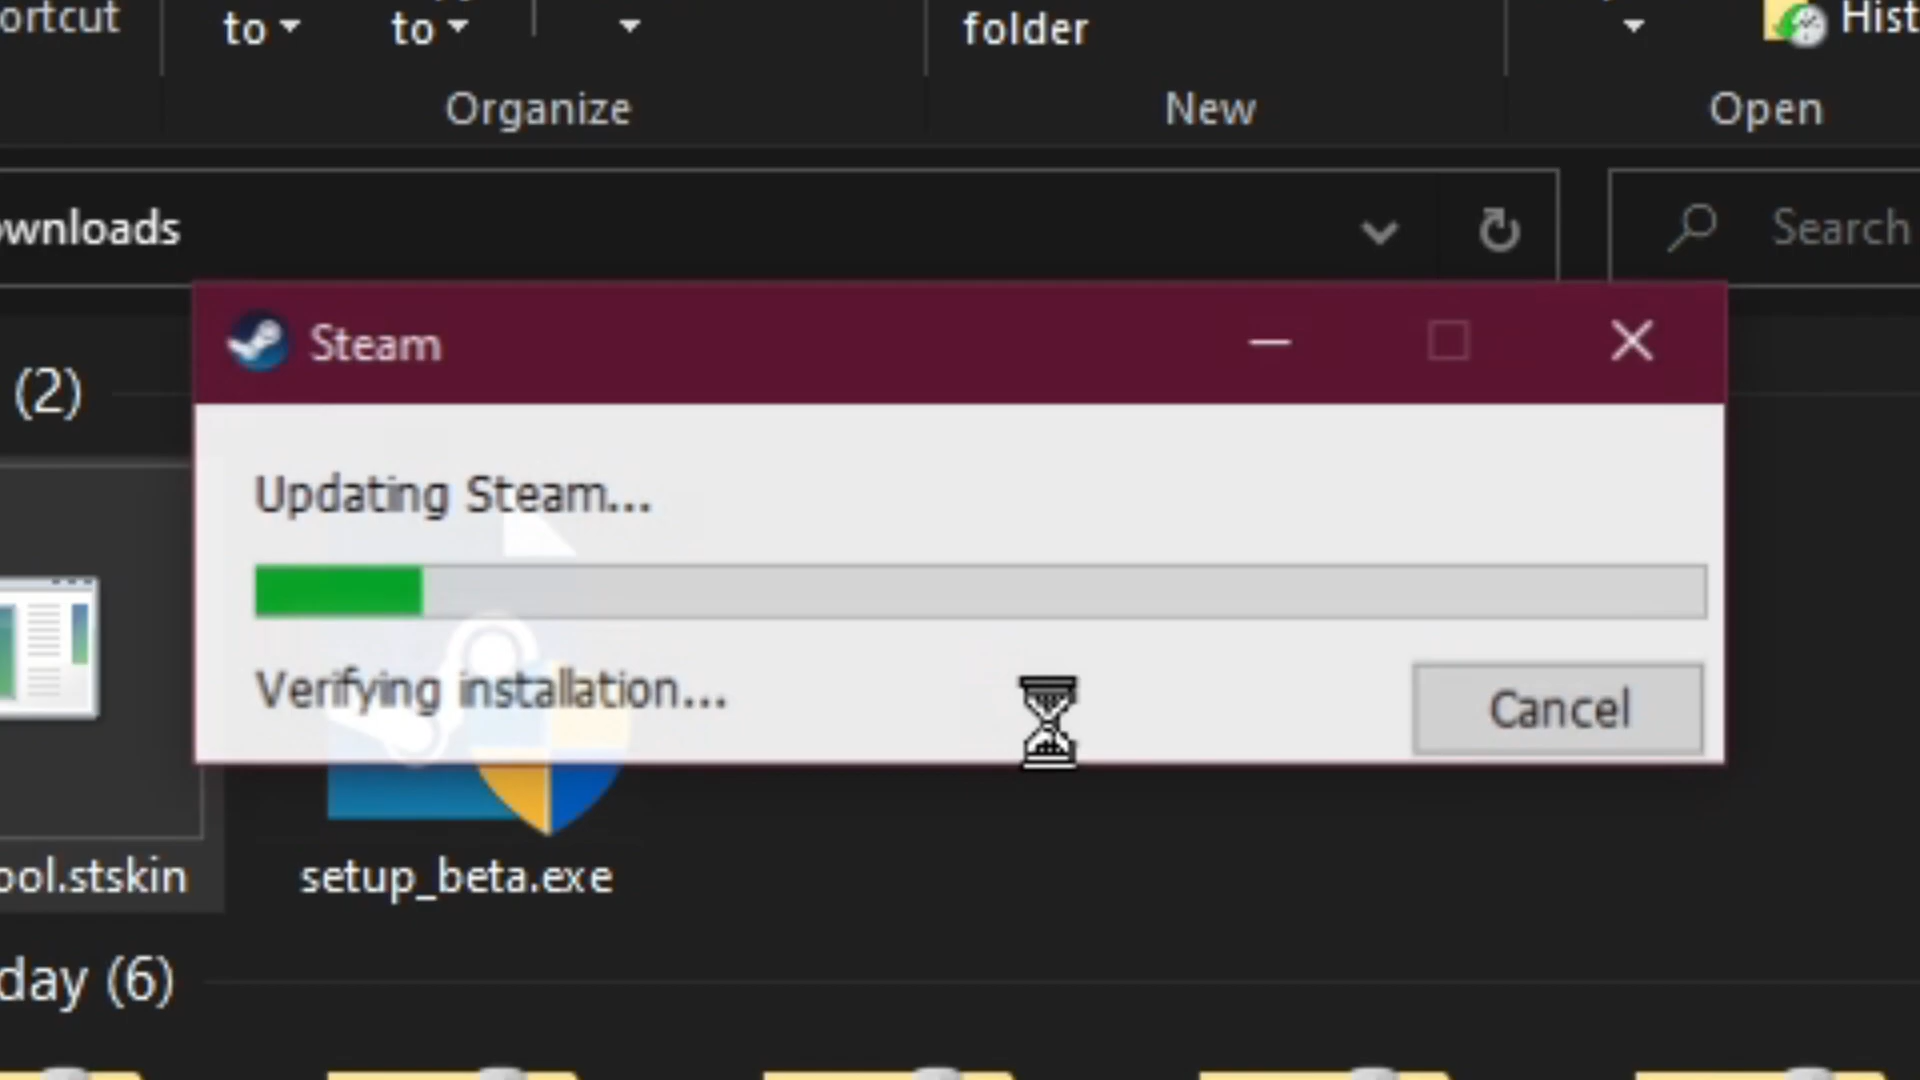 ortcut
to
to
folder
Hist
Organize
New
Open
ownloads
Search
Steam
(2)
Updating Steam...
Verifying installation...
Cancel
ool.stskin
setup_beta.exe
day (6)